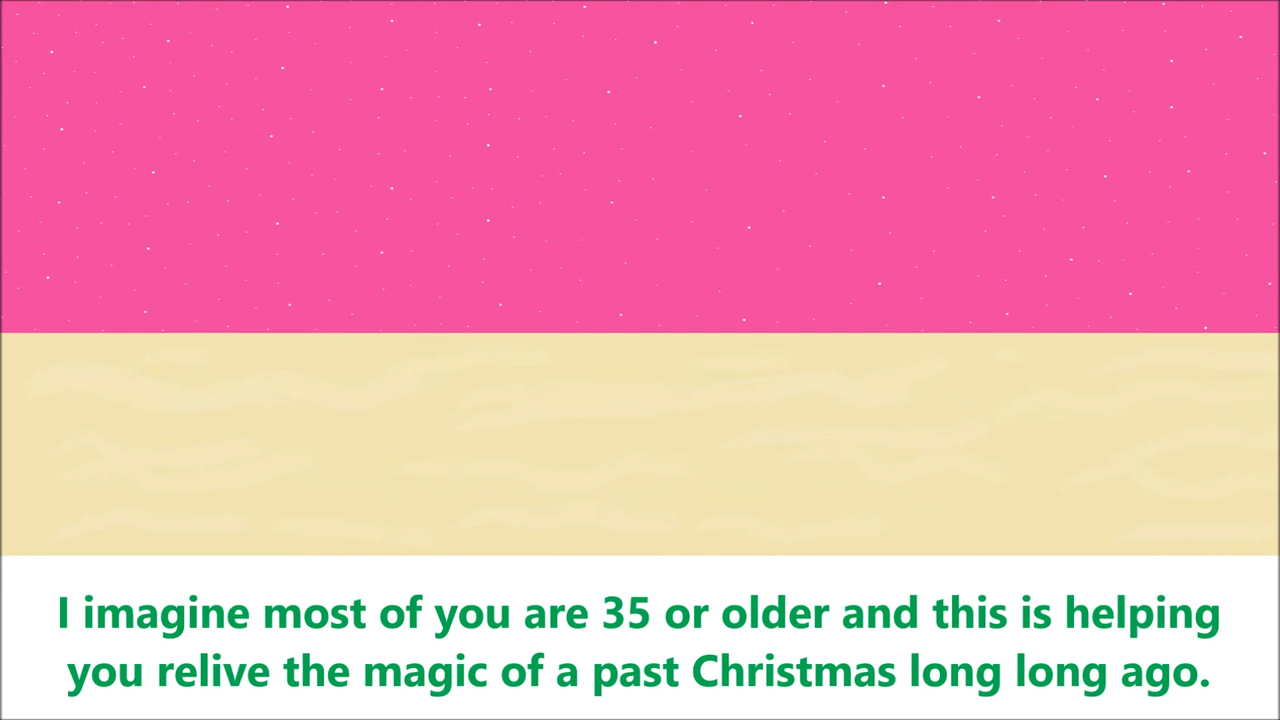 I imagine most of you are 35 or older and this is helping
you relive the magic of a past Christmas long long ago.